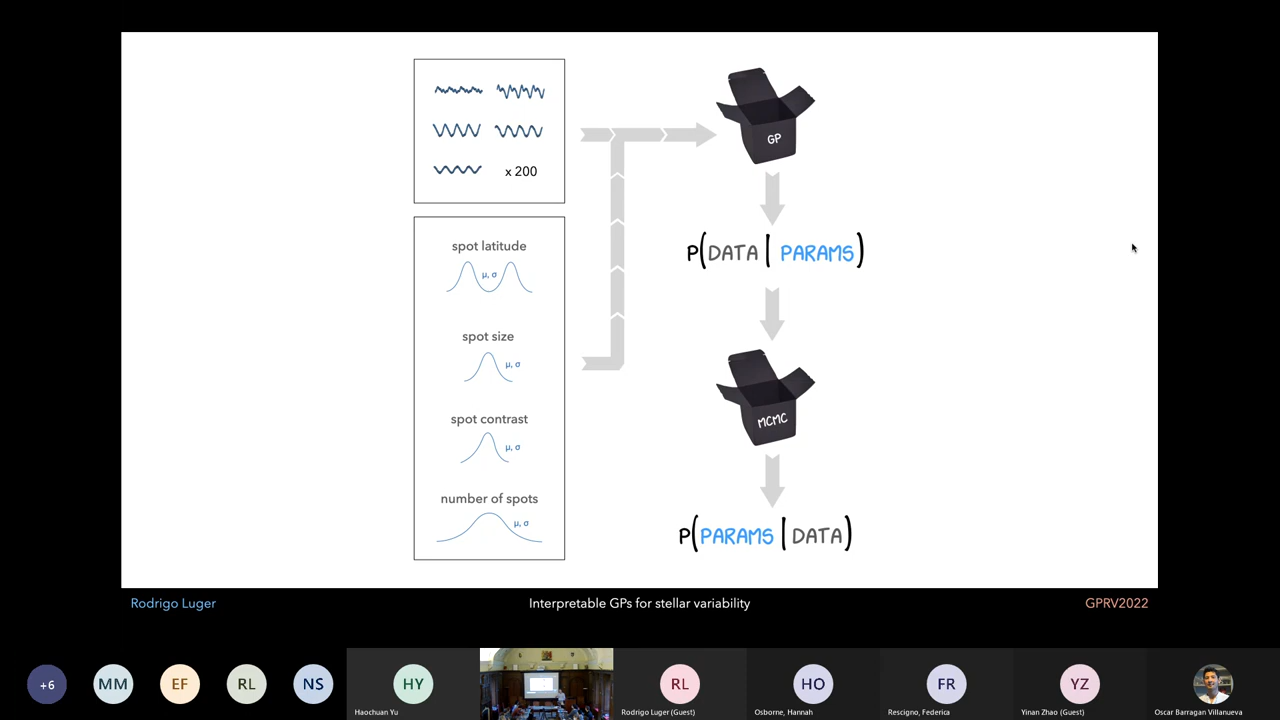 x 200
spot latitude
μ, σ
spot size
μ, σ
spot contrast
μ, σ
number of spots
μ, σ
GP
P(DATA | PARAMS)
MCMC
P(PARAMS | DATA)
Rodrigo Luger
Interpretable GPs for stellar variability
GPRV2022
+6
MM
EF
RL
NS
HY
Haochuan Yu
RL
Rodrigo Luger (Guest)
HO
Osborne, Hannah
FR
Rescigno, Federica
YZ
Yinan Zhao (Guest)
Oscar Barragan Villanueva